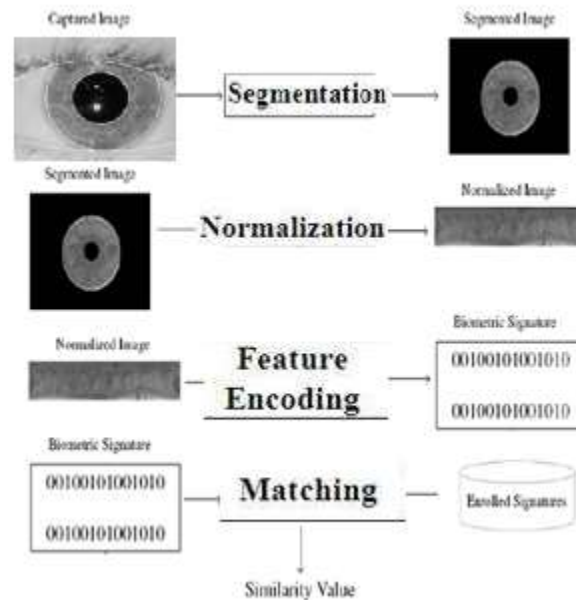 Captured Image
Segmented Image
Segmentation
Segmented Image
Normalized Image
Normalization
Normalized Image
Biometric Signature
Feature
Encoding
00100101001010
00100101001010
Biometric Signature
00100101001010
00100101001010
Matching
Enrolled Signatures
Similarity Value